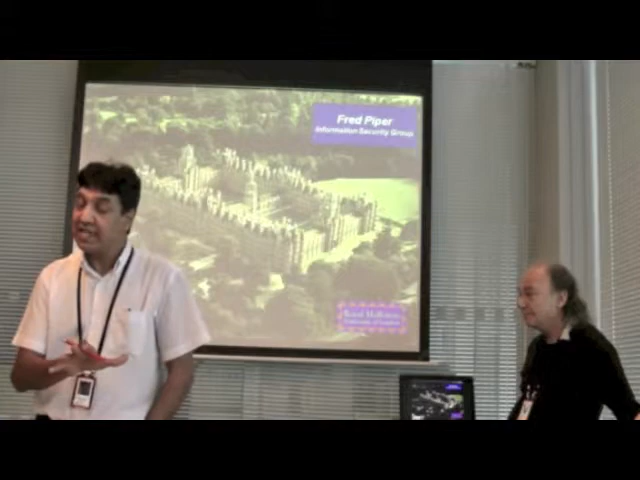 Fred Piper
Information Security Group
Royal Holloway
University of London